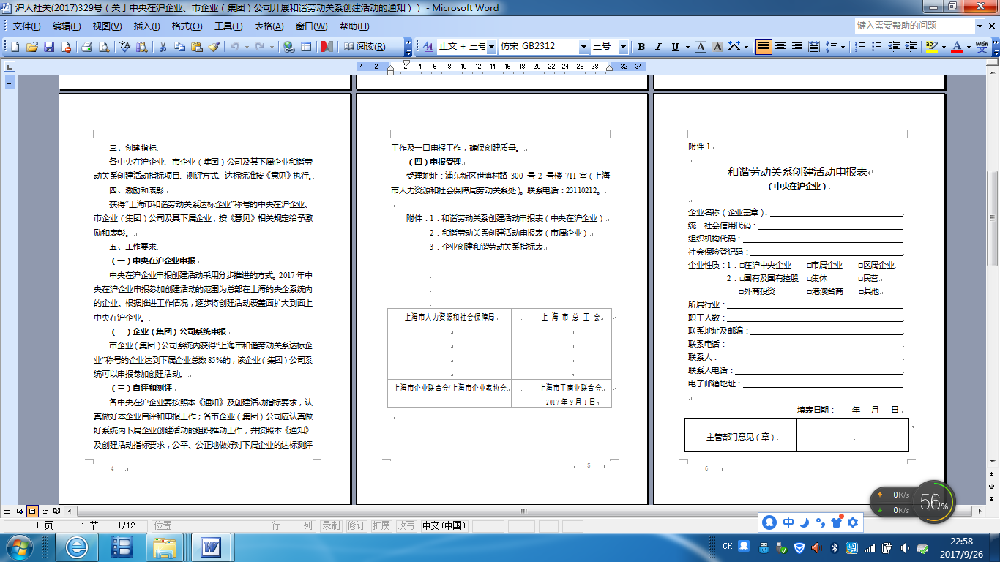 沪人社关(2017)329号（关于中央在沪企业、市企业（集团）公司开展和谐劳动关系创建活动的通知）） - Microsoft Word
文件(F) 编辑(E) 视图(V) 插入(I) 格式(O) 工具(T) 表格(A) 窗口(W) 帮助(H) 键入需要帮助的问题
阅读(R) 正文 + 三号 仿宋_GB2312 三号 B I U A A A
4 2 2 4 6 8 10 12 14 16 18 20 22 24 26 28 32 34
三、创建指标
各中央在沪企业、市企业（集团）公司及其下属企业和谐劳
动关系创建活动指标项目、测评方式、达标标准按《意见》执行。
四、激励和表彰
获得“上海市和谐劳动关系达标企业”称号的中央在沪企业、
市企业（集团）公司及其下属企业，按《意见》相关规定给予激
励和表彰。
五、工作要求
（一）中央在沪企业申报
中央在沪企业申报创建活动采用分步推进的方式。2017 年中
央在沪企业申报参加创建活动的范围为总部在上海的央企系统内
的企业。根据推进工作情况，逐步将创建活动覆盖面扩大到面上
中央在沪企业。
（二）企业（集团）公司系统申报
市企业（集团）公司系统内获得“上海市和谐劳动关系达标企
业”称号的企业达到下属企业总数 85%的，该企业（集团）公司系
统可以申报参加创建活动。
（三）自评和测评
各中央在沪企业要按照本《通知》及创建活动指标要求，认
真做好本企业自评和申报工作；各市企业（集团）公司应认真做
好系统内下属企业创建活动的组织推动工作，并按照本《通知》
及创建活动指标要求，公平、公正地做好对下属企业的达标测评
— 4 —
工作及一口申报工作，确保创建质量。
（四）申报受理
受理地址：浦东新区世博村路 300 号 2 号楼 711 室（上海
市人力资源和社会保障局劳动关系处）。联系电话：23110212。
附件：1．和谐劳动关系创建活动申报表（中央在沪企业）
2．和谐劳动关系创建活动申报表（市属企业）
3．企业创建和谐劳动关系指标表
上海市人力资源和社会保障局 上 海 市 总 工 会
上海市企业联合会/上海市企业家协会 上海市工商业联合会
2017 年 9 月 1 日
— 5 —
附件 1
和谐劳动关系创建活动申报表
（中央在沪企业）
企业名称（企业盖章）：
统一社会信用代码：
组织机构代码：
社会保险登记码：
企业性质：1．□在沪中央企业 □市属企业 □区属企业
2．□国有及国有控股 □集体 □民营
□外商投资 □港澳台商 □其他
所属行业：
职工人数：
联系地址及邮编：
联系电话：
联系人：
联系人电话：
电子邮箱地址：
填表日期： 年 月 日
主管部门意见（章）
— 6 —
0K/s
0K/s
56%
1 页 1 节 1/12 位置 行 列 录制 修订 扩展 改写 中文(中国)
中
CH
22:58
2017/9/26